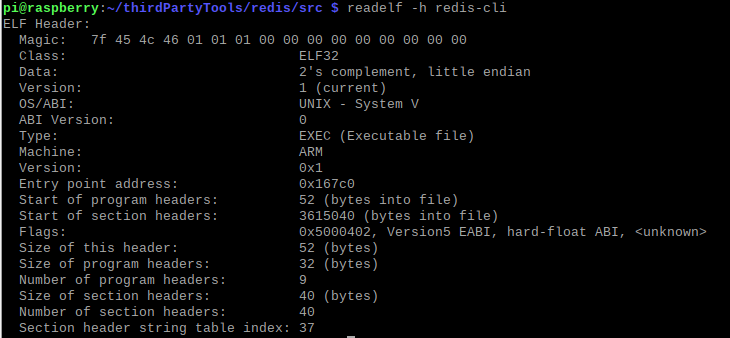 pi@raspberry:~/thirdPartyTools/redis/src $ readelf -h redis-cli
ELF Header:
  Magic:   7f 45 4c 46 01 01 01 00 00 00 00 00 00 00 00 00
  Class:                             ELF32
  Data:                              2's complement, little endian
  Version:                           1 (current)
  OS/ABI:                            UNIX - System V
  ABI Version:                       0
  Type:                              EXEC (Executable file)
  Machine:                           ARM
  Version:                           0x1
  Entry point address:               0x167c0
  Start of program headers:          52 (bytes into file)
  Start of section headers:          3615040 (bytes into file)
  Flags:                             0x5000402, Version5 EABI, hard-float ABI, <unknown>
  Size of this header:               52 (bytes)
  Size of program headers:           32 (bytes)
  Number of program headers:         9
  Size of section headers:           40 (bytes)
  Number of section headers:         40
  Section header string table index: 37